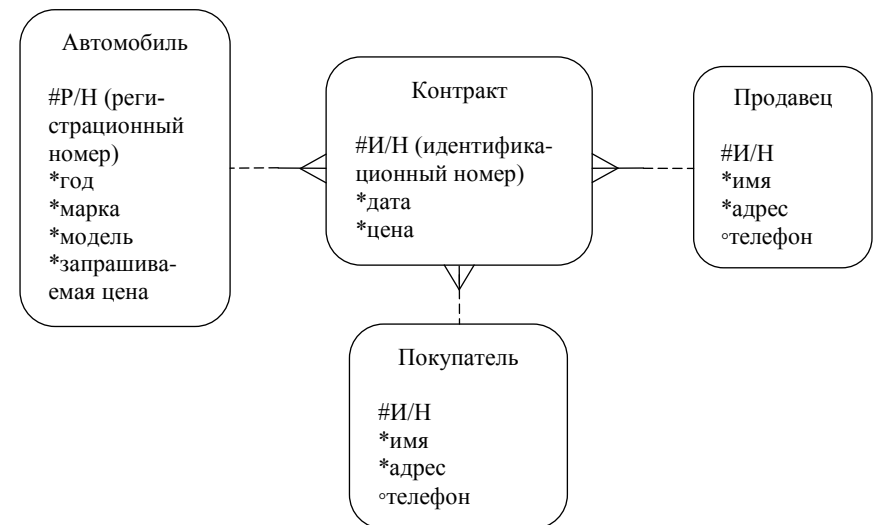 Автомобиль
#Р/Н (реги-
страционный
номер)
*год
*марка
*модель
*запрашива-
емая цена
Контракт
#И/Н (идентифика-
ционный номер)
*дата
*цена
Продавец
#И/Н
*имя
*адрес
◦телефон
Покупатель
#И/Н
*имя
*адрес
◦телефон